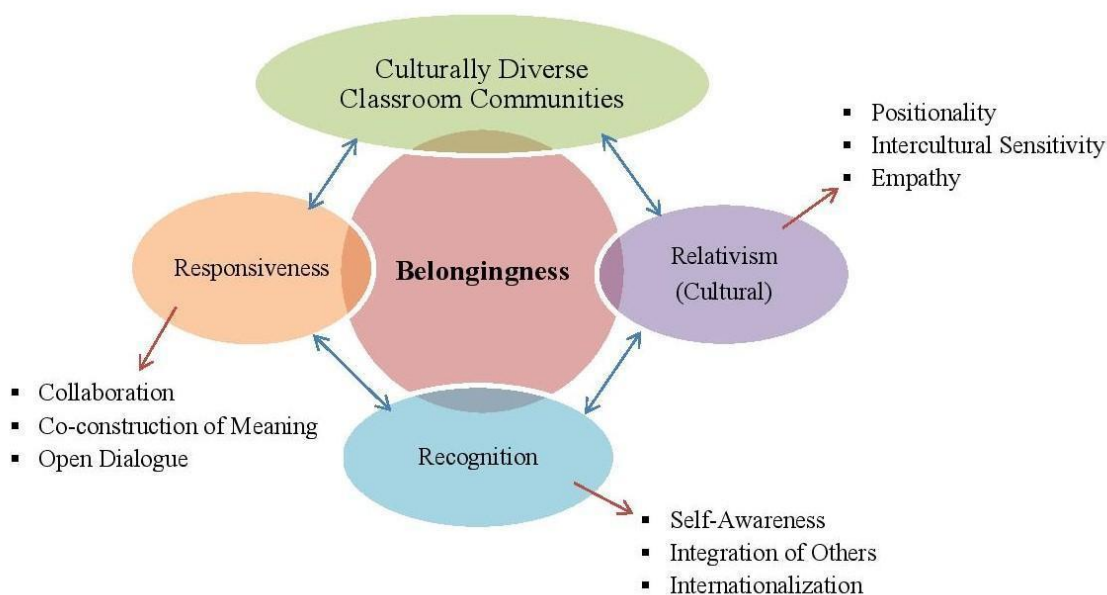 Culturally Diverse
Classroom Communities
▪ Positionality
▪ Intercultural Sensitivity
▪ Empathy
Responsiveness
Belongingness
Relativism
(Cultural)
▪ Collaboration
▪ Co-construction of Meaning
▪ Open Dialogue
Recognition
▪ Self-Awareness
▪ Integration of Others
▪ Internationalization